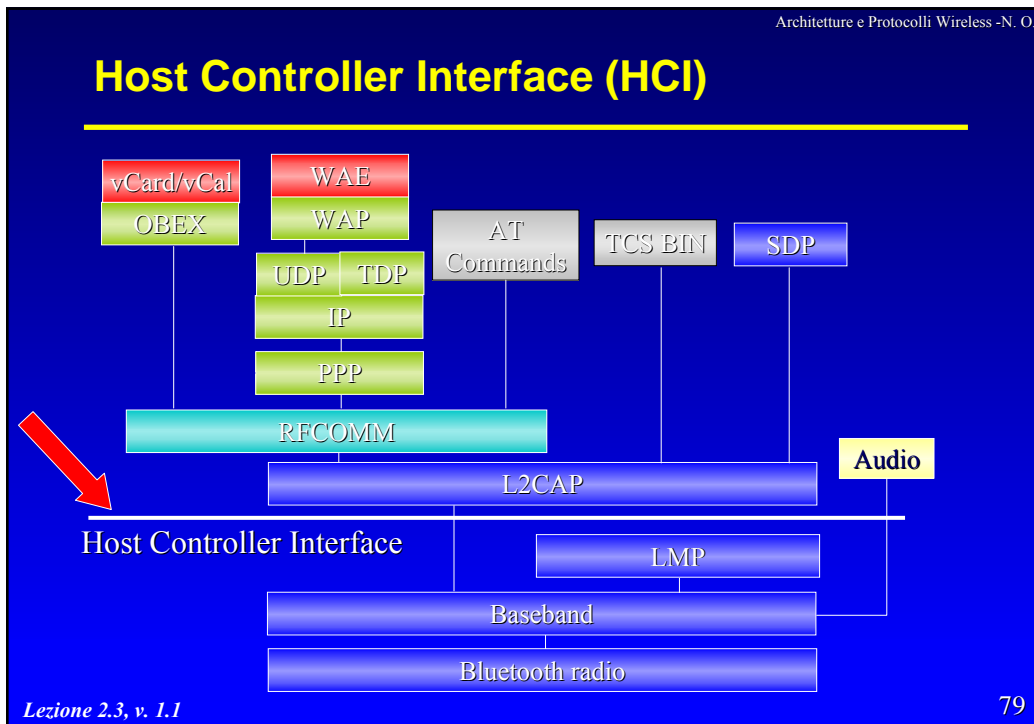 Architetture e Protocolli Wireless -N. O.
Host Controller Interface (HCI)
vCard/vCal
OBEX
WAE
WAP
UDP
TDP
IP
PPP
AT
Commands
TCS BIN
SDP
RFCOMM
L2CAP
Audio
Host Controller Interface
LMP
Baseband
Bluetooth radio
Lezione 2.3, v. 1.1
79